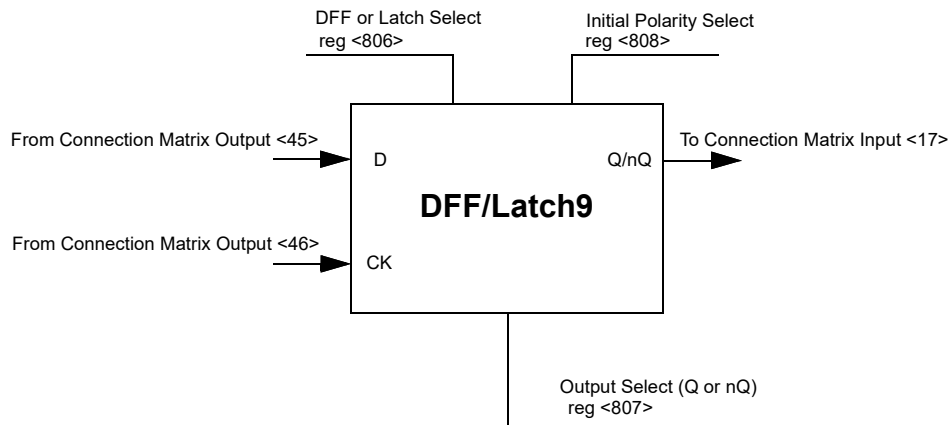 DFF or Latch Select
reg <806>
Initial Polarity Select
reg <808>
From Connection Matrix Output <45>
D
Q/nQ
To Connection Matrix Input <17>
DFF/Latch9
From Connection Matrix Output <46>
CK
Output Select (Q or nQ)
reg <807>